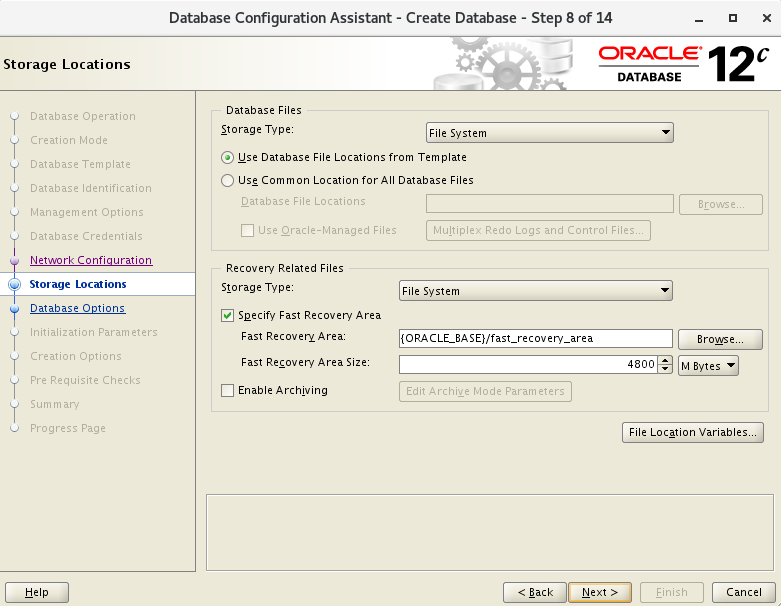 Database Configuration Assistant - Create Database - Step 8 of 14
Storage Locations
ORACLE
DATABASE
12c
Database Operation
Creation Mode
Database Template
Database Identification
Management Options
Database Credentials
Network Configuration
Storage Locations
Database Options
Initialization Parameters
Creation Options
Pre Requisite Checks
Summary
Progress Page
Database Files
Storage Type: File System
Use Database File Locations from Template
Use Common Location for All Database Files
Database File Locations Browse...
Use Oracle-Managed Files Multiplex Redo Logs and Control Files...
Recovery Related Files
Storage Type: File System
Specify Fast Recovery Area
Fast Recovery Area: {ORACLE_BASE}/fast_recovery_area Browse...
Fast Recovery Area Size: 4800 M Bytes
Enable Archiving Edit Archive Mode Parameters
File Location Variables...
Help < Back Next > Finish Cancel